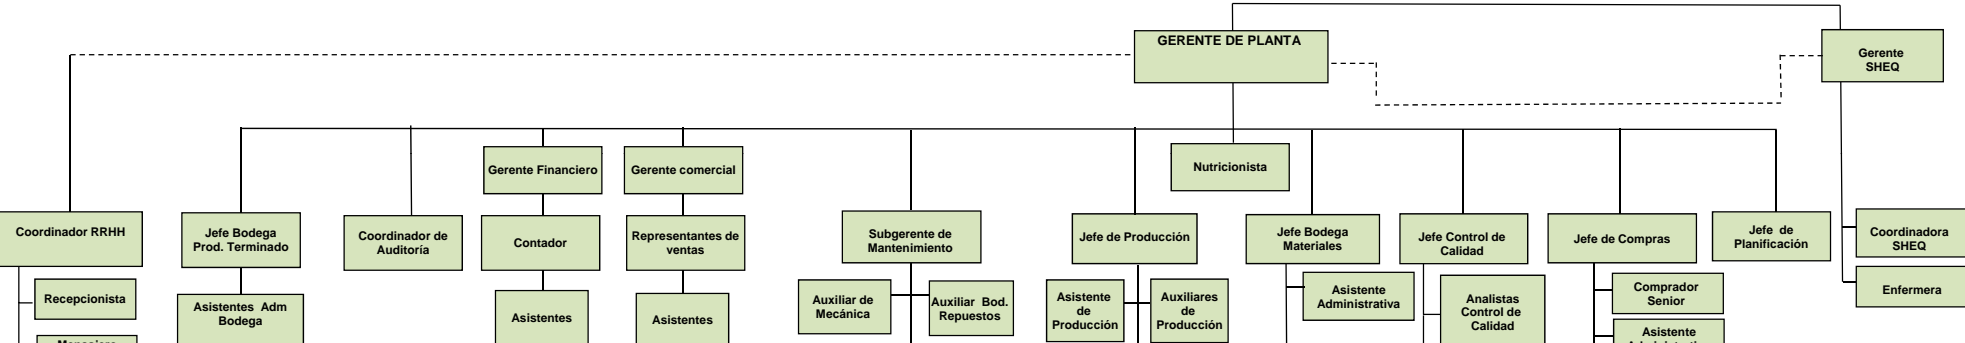 GERENTE DE PLANTA
Gerente
SHEQ
Gerente Financiero
Gerente comercial
Nutricionista
Coordinador RRHH
Jefe Bodega
Prod. Terminado
Coordinador de
Auditoría
Contador
Representantes de
ventas
Subgerente de
Mantenimiento
Jefe de Producción
Jefe Bodega
Materiales
Jefe Control de
Calidad
Jefe de Compras
Jefe de
Planificación
Coordinadora
SHEQ
Recepcionista
Asistentes Adm
Bodega
Asistentes
Asistentes
Auxiliar de
Mecánica
Auxiliar Bod.
Repuestos
Asistente
de
Producción
Auxiliares
de
Producción
Asistente
Administrativa
Analistas
Control de
Calidad
Comprador
Senior
Enfermera
Asistente